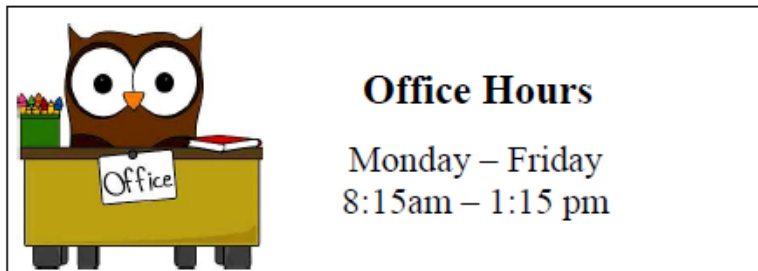 Office Hours
Office
Monday – Friday
8:15am – 1:15 pm